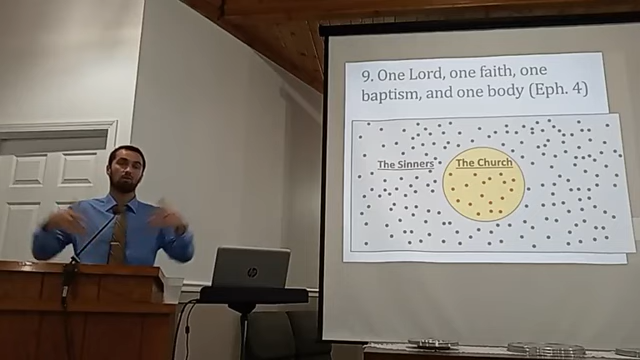 9. One Lord, one faith, one
baptism, and one body (Eph. 4)
The Sinners
The Church
hp